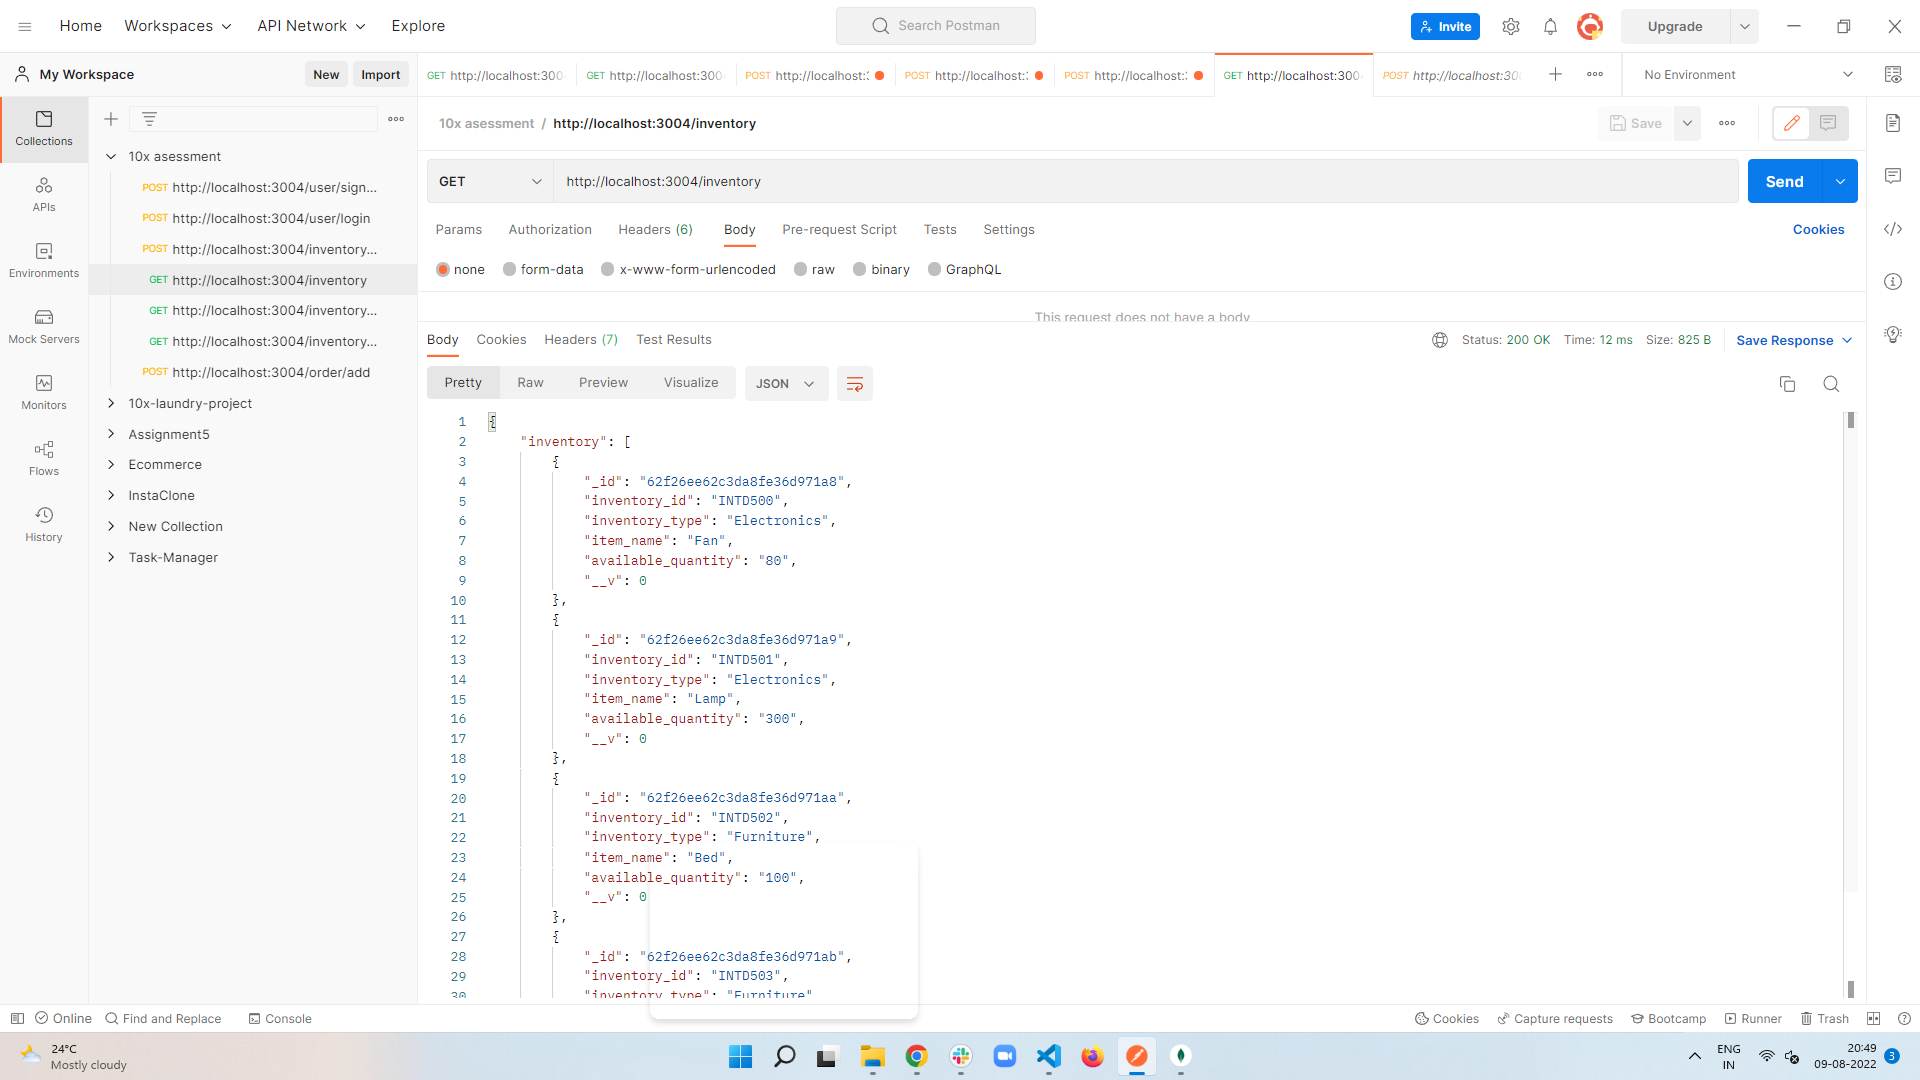 Home Workspaces API Network Explore Search Postman Invite Upgrade
My Workspace New Import GET http://localhost:300 GET http://localhost:300 POST http://localhost: POST http://localhost: POST http://localhost: GET http://localhost:300 POST http://localhost:30 No Environment
Collections
APIs
Environments
Mock Servers
Monitors
Flows
History
10x asessment
POST http://localhost:3004/user/sign...
POST http://localhost:3004/user/login
POST http://localhost:3004/inventory...
GET http://localhost:3004/inventory
GET http://localhost:3004/inventory...
GET http://localhost:3004/inventory...
POST http://localhost:3004/order/add
10x-laundry-project
Assignment5
Ecommerce
InstaClone
New Collection
Task-Manager
10x asessment / http://localhost:3004/inventory Save
GET http://localhost:3004/inventory Send
Params Authorization Headers (6) Body Pre-request Script Tests Settings Cookies
none form-data x-www-form-urlencoded raw binary GraphQL
This request does not have a body
Body Cookies Headers (7) Test Results Status: 200 OK Time: 12 ms Size: 825 B Save Response
Pretty Raw Preview Visualize JSON
1 {
2 "inventory": [
3 {
4 "_id": "62f26ee62c3da8fe36d971a8",
5 "inventory_id": "INTD500",
6 "inventory_type": "Electronics",
7 "item_name": "Fan",
8 "available_quantity": "80",
9 "__v": 0
10 },
11 {
12 "_id": "62f26ee62c3da8fe36d971a9",
13 "inventory_id": "INTD501",
14 "inventory_type": "Electronics",
15 "item_name": "Lamp",
16 "available_quantity": "300",
17 "__v": 0
18 },
19 {
20 "_id": "62f26ee62c3da8fe36d971aa",
21 "inventory_id": "INTD502",
22 "inventory_type": "Furniture",
23 "item_name": "Bed",
24 "available_quantity": "100",
25 "__v": 0
26 },
27 {
28 "_id": "62f26ee62c3da8fe36d971ab",
29 "inventory_id": "INTD503",
30 "inventory_type": "Furniture"
Online Find and Replace Console Cookies Capture requests Bootcamp Runner Trash
24°C
Mostly cloudy
ENG
IN
20:49
09-08-2022
3